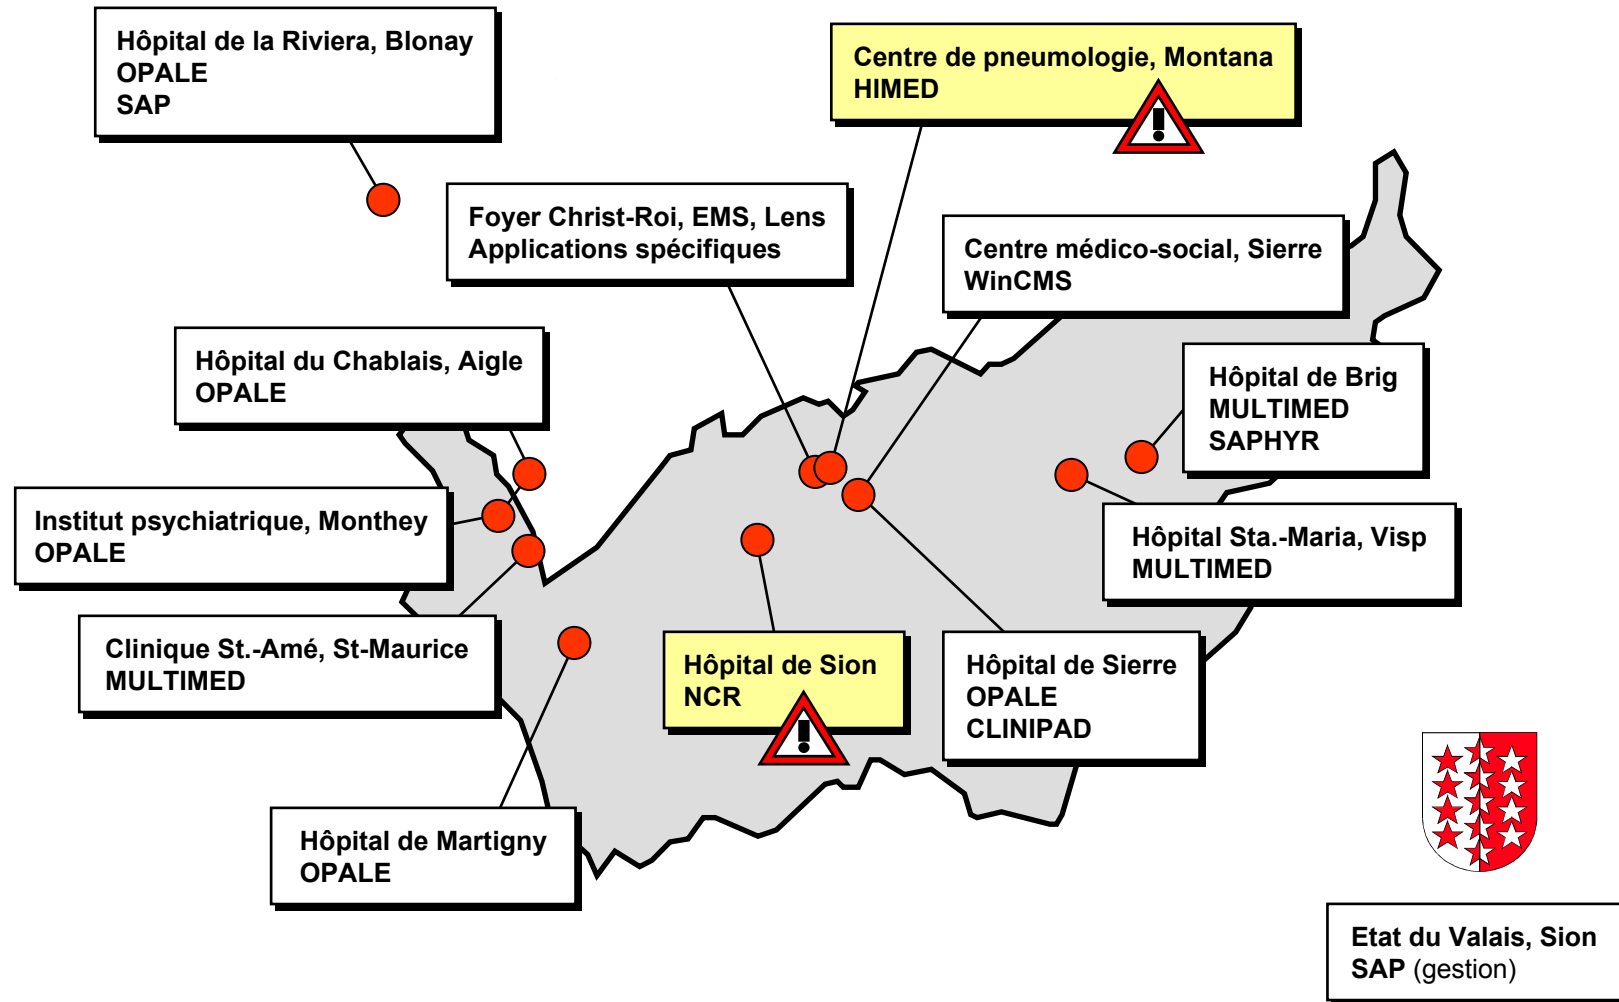 Hôpital de la Riviera, Blonay
OPALE
SAP
Centre de pneumologie, Montana
HIMED
Foyer Christ-Roi, EMS, Lens
Applications spécifiques
Centre médico-social, Sierre
WinCMS
Hôpital du Chablais, Aigle
OPALE
Hôpital de Brig
MULTIMED
SAPHYR
Institut psychiatrique, Monthey
OPALE
Hôpital Sta.-Maria, Visp
MULTIMED
Clinique St.-Amé, St-Maurice
MULTIMED
Hôpital de Sion
NCR
Hôpital de Sierre
OPALE
CLINIPAD
Hôpital de Martigny
OPALE
Etat du Valais, Sion
SAP (gestion)